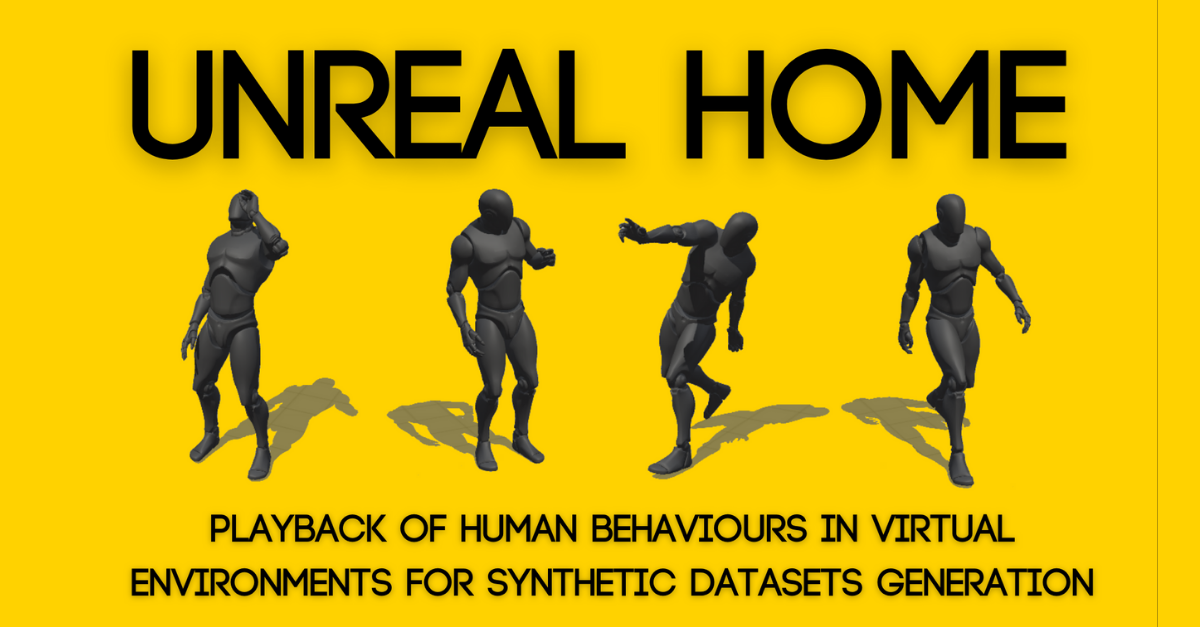 UNREAL HOME
PLAYBACK OF HUMAN BEHAVIOURS IN VIRTUAL
ENVIRONMENTS FOR SYNTHETIC DATASETS GENERATION